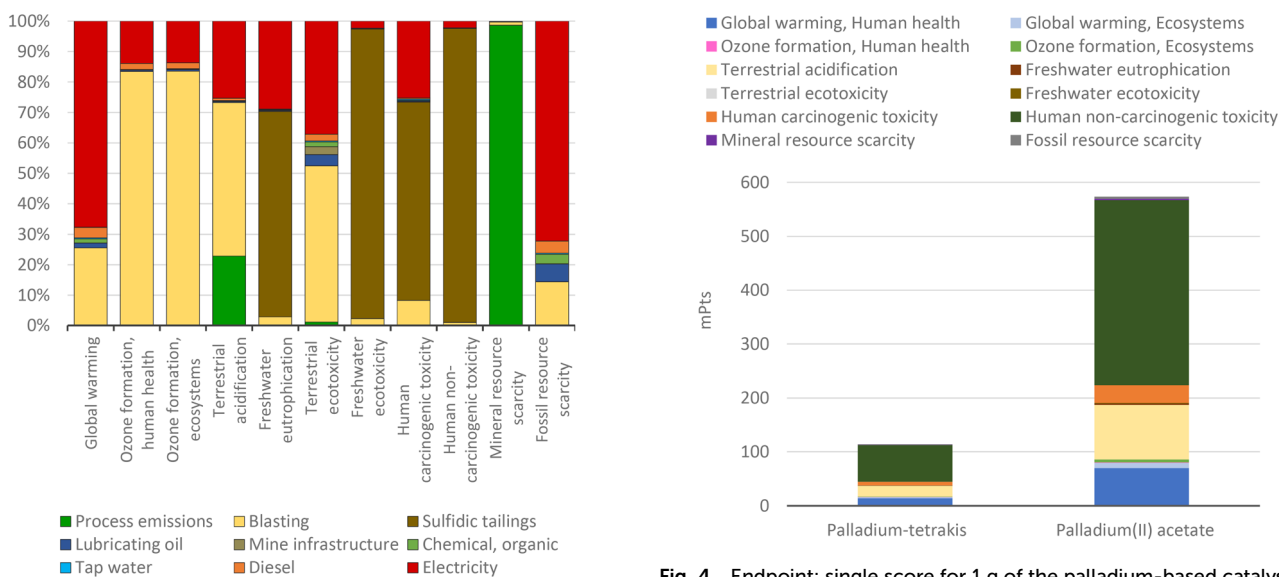 100%
90%
80%
70%
60%
50%
40%
30%
20%
10%
0%
Global warming
Ozone formation,
human health
Ozone formation,
ecosystems
Terrestrial
acidification
Freshwater
eutrophication
Terrestrial
ecotoxicity
Freshwater
ecotoxicity
Human
carcinogenic toxicity
Human non-
carcinogenic toxicity
Mineral resource
scarcity
Fossil resource
scarcity
Process emissions Blasting Sulfidic tailings
Lubricating oil Mine infrastructure Chemical, organic
Tap water Diesel Electricity
Global warming, Human health Global warming, Ecosystems
Ozone formation, Human health Ozone formation, Ecosystems
Terrestrial acidification Freshwater eutrophication
Terrestrial ecotoxicity Freshwater ecotoxicity
Human carcinogenic toxicity Human non-carcinogenic toxicity
Mineral resource scarcity Fossil resource scarcity
600
500
400
300
200
100
0
mPts
Palladium-tetrakis Palladium(II) acetate